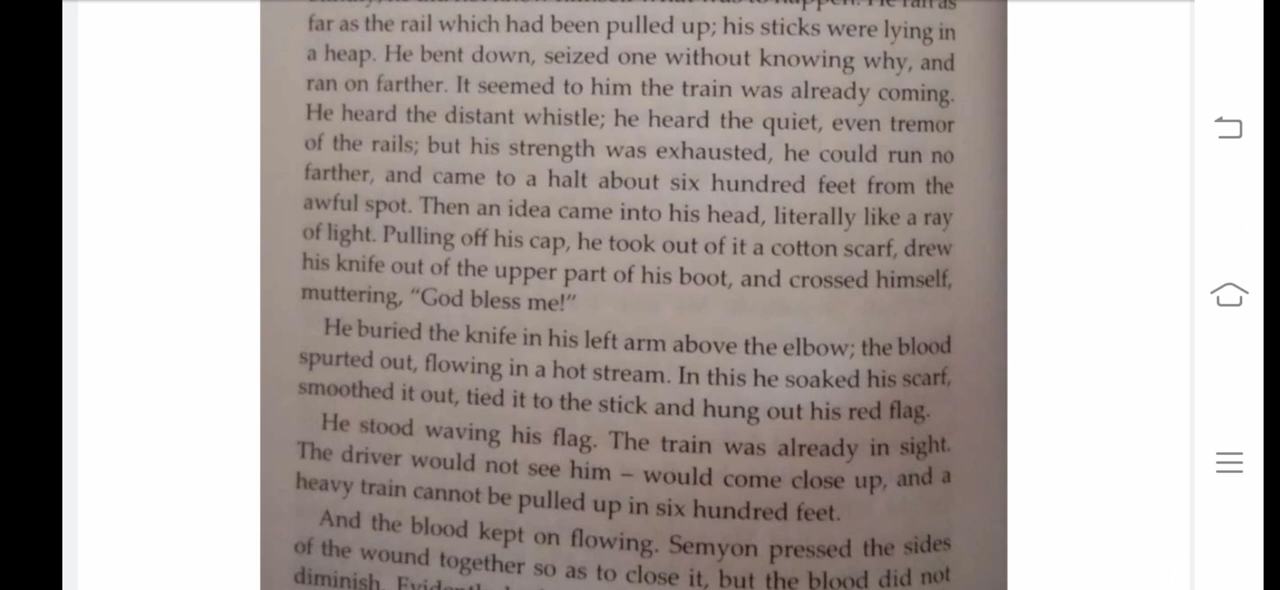 far as the rail which had been pulled up; his sticks were lying in
a heap. He bent down, seized one without knowing why, and
ran on farther. It seemed to him the train was already coming.
He heard the distant whistle; he heard the quiet, even tremor
of the rails; but his strength was exhausted, he could run no
farther, and came to a halt about six hundred feet from the
awful spot. Then an idea came into his head, literally like a ray
of light. Pulling off his cap, he took out of it a cotton scarf, drew
his knife out of the upper part of his boot, and crossed himself,
muttering, “God bless me!”
He buried the knife in his left arm above the elbow; the blood
spurted out, flowing in a hot stream. In this he soaked his scarf,
smoothed it out, tied it to the stick and hung out his red flag.
He stood waving his flag. The train was already in sight.
The driver would not see him – would come close up, and a
heavy train cannot be pulled up in six hundred feet.
And the blood kept on flowing. Semyon pressed the sides
of the wound together so as to close it, but the blood did not
diminish.